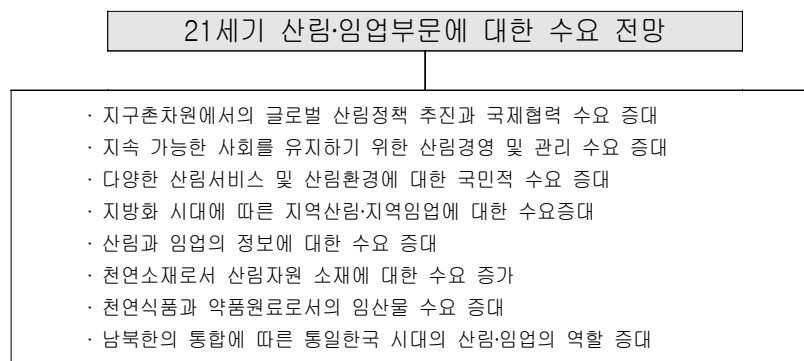 21세기 산림·임업부문에 대한 수요 전망
· 지구촌차원에서의 글로벌 산림정책 추진과 국제협력 수요 증대
· 지속 가능한 사회를 유지하기 위한 산림경영 및 관리 수요 증대
· 다양한 산림서비스 및 산림환경에 대한 국민적 수요 증대
· 지방화 시대에 따른 지역산림·지역임업에 대한 수요증대
· 산림과 임업의 정보에 대한 수요 증대
· 천연소재로서 산림자원 소재에 대한 수요 증가
· 천연식품과 약품원료로서의 임산물 수요 증대
· 남북한의 통합에 따른 통일한국 시대의 산림·임업의 역할 증대